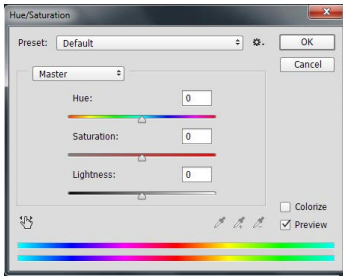 Hue/Saturation
Preset: Default
OK
Cancel
Master
Hue: 0
Saturation: 0
Lightness: 0
Colorize
Preview